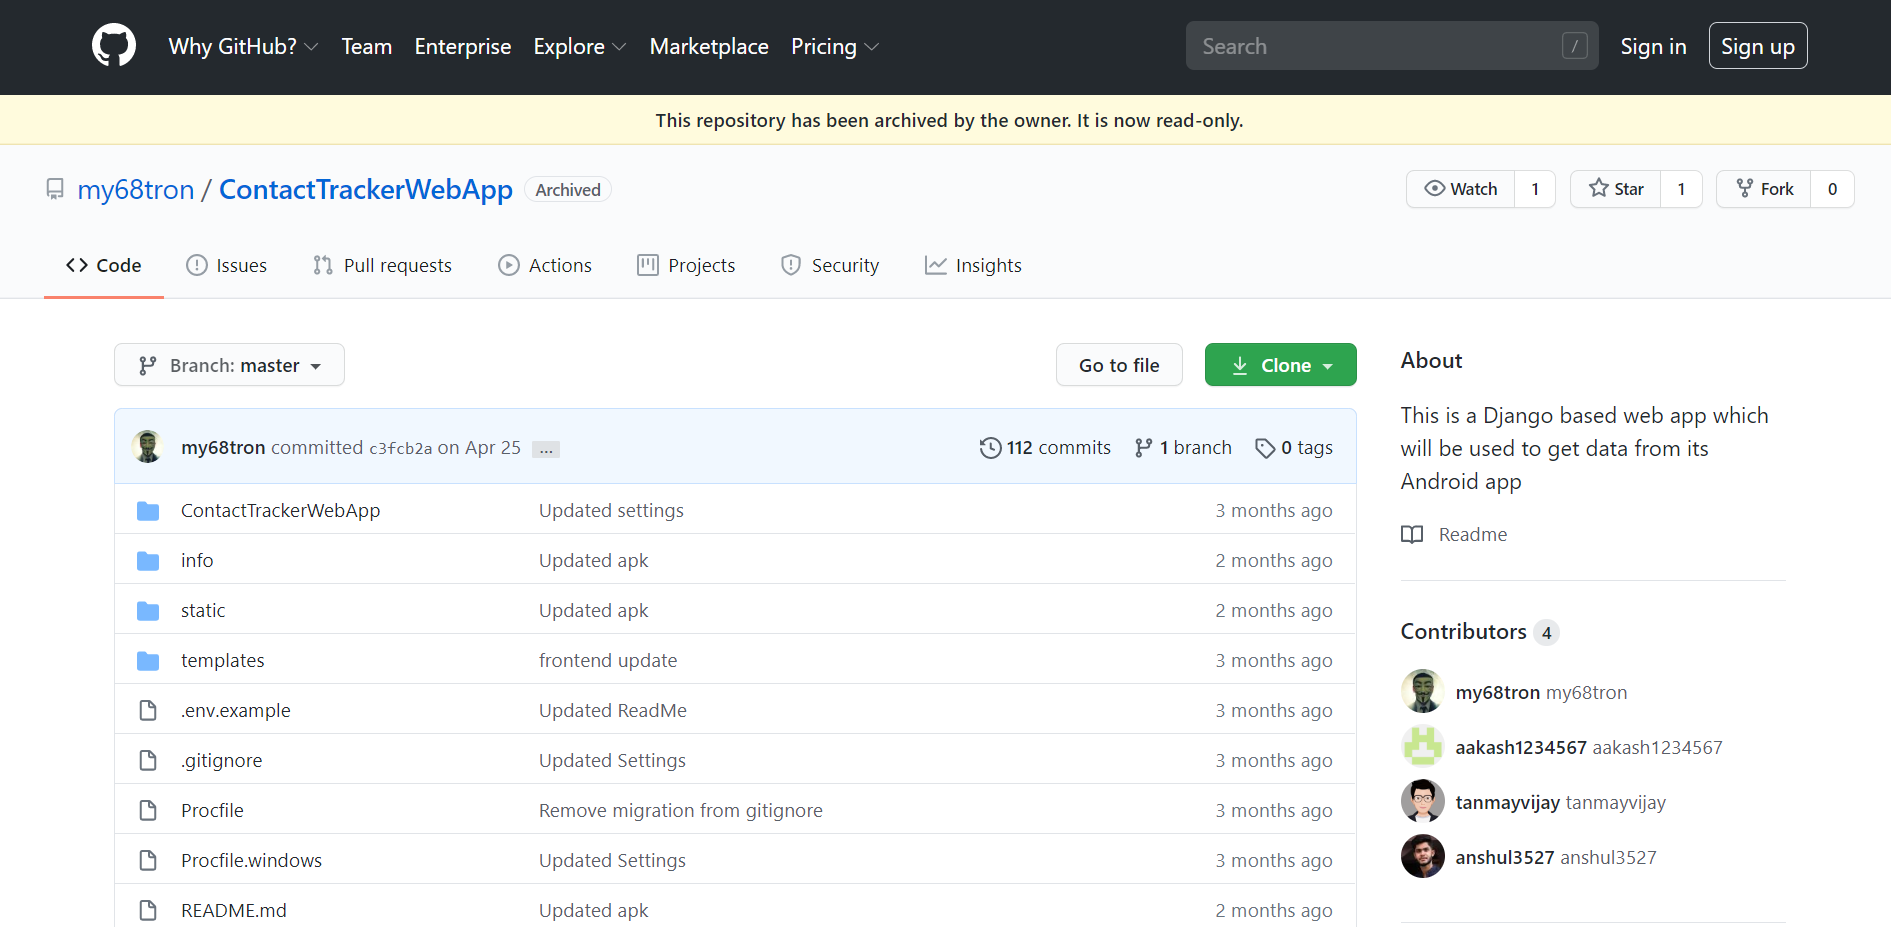 Why GitHub? Team Enterprise Explore Marketplace Pricing Search / Sign in Sign up
This repository has been archived by the owner. It is now read-only.
my68tron / ContactTrackerWebApp Archived Watch 1 Star 1 Fork 0
Code Issues Pull requests Actions Projects Security Insights
Branch: master Go to file Clone
my68tron committed c3fcb2a on Apr 25 ... 112 commits 1 branch 0 tags
ContactTrackerWebApp Updated settings 3 months ago
info Updated apk 2 months ago
static Updated apk 2 months ago
templates frontend update 3 months ago
.env.example Updated ReadMe 3 months ago
.gitignore Updated Settings 3 months ago
Procfile Remove migration from gitignore 3 months ago
Procfile.windows Updated Settings 3 months ago
README.md Updated apk 2 months ago
About
This is a Django based web app which
will be used to get data from its
Android app
Readme
Contributors 4
my68tron my68tron
aakash1234567 aakash1234567
tanmayvijay tanmayvijay
anshul3527 anshul3527